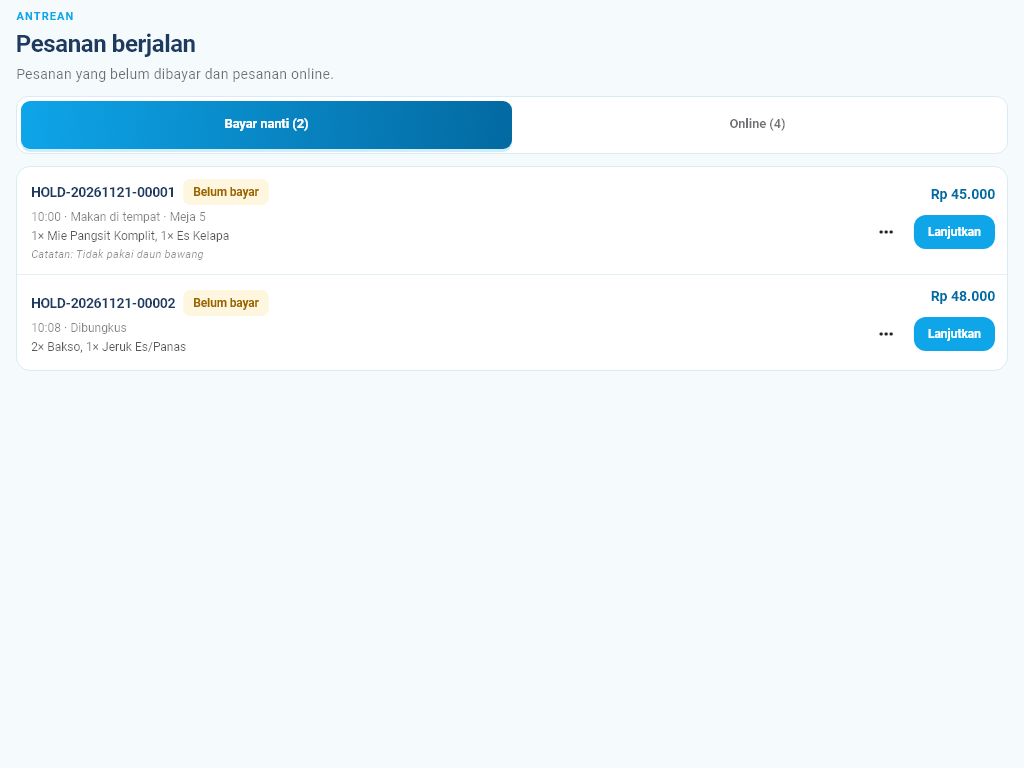 ANTREAN
Pesanan berjalan
Pesanan yang belum dibayar dan pesanan online.
Bayar nanti (2)
Online (4)
HOLD-20261121-00001
Belum bayar
Rp 45.000
10:00 · Makan di tempat · Meja 5
1× Mie Pangsit Komplit, 1× Es Kelapa
Lanjutkan
Catatan: Tidak pakai daun bawang
HOLD-20261121-00002
Belum bayar
Rp 48.000
10:08 · Dibungkus
2× Bakso, 1× Jeruk Es/Panas
Lanjutkan